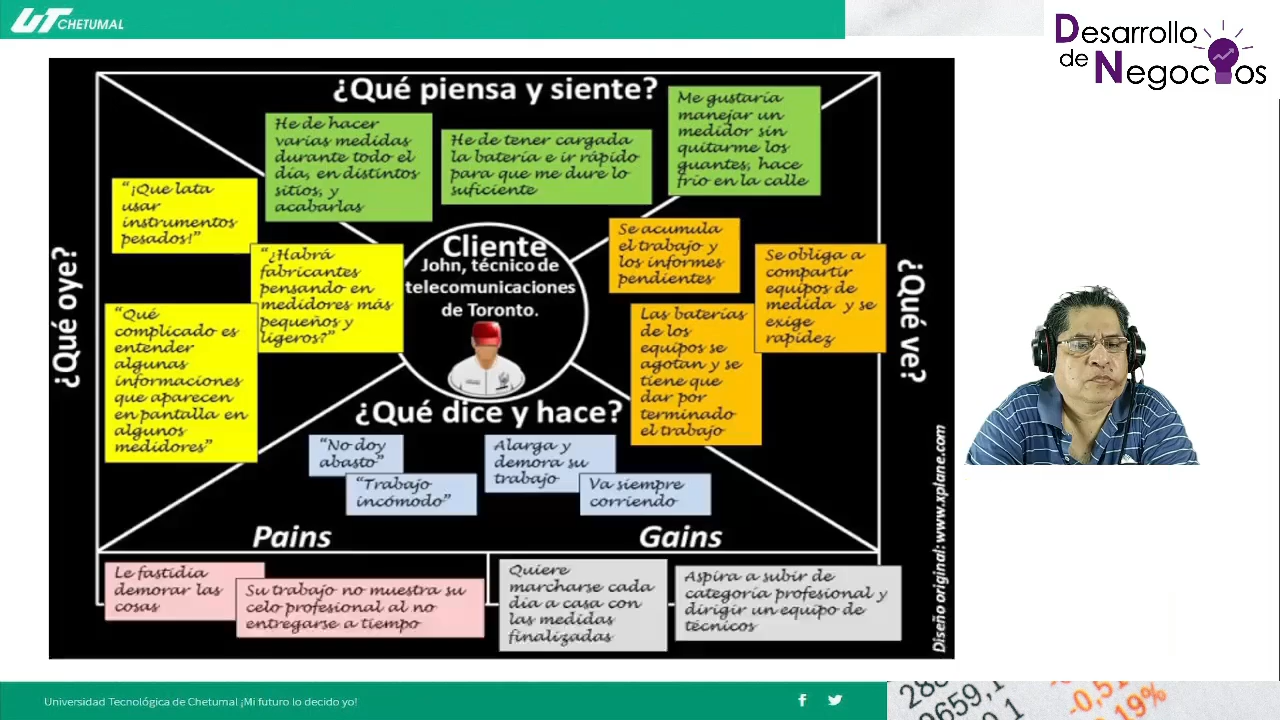 UT CHETUMAL
Desarrollo
de Negocios
¿Qué piensa y siente?
He de hacer
varias medidas
durante todo el
día, en distintos
sitios, y
acabarlas
He de tener cargada
la batería e ir rápido
para que me dure lo
suficiente
Me gustaría
manejar un
medidor sin
quitarme los
guantes, hace
frío en la calle
¿Qué oye?
"¡Que lata
usar
instrumentos
pesados!"
"¿Habrá
fabricantes
pensando en
medidores más
pequeños y
ligeros?"
"Qué
complicado es
entender
algunas
informaciones
que aparecen
en pantalla en
algunos
medidores"
Cliente
John, técnico de
telecomunicaciones
de Toronto.
Se acumula
el trabajo y
los informes
pendientes
Se obliga a
compartir
equipos de
medida y se
exige
rapidez
Las baterías
de los
equipos se
agotan y se
tiene que
dar por
terminado
el trabajo
¿Qué ve?
¿Qué dice y hace?
"No doy
abasto"
"Trabajo
incómodo"
Alarga y
demora su
trabajo
Va siempre
corriendo
Pains
Le fastidia
demorar las
cosas
Su trabajo no muestra su
celo profesional al no
entregarse a tiempo
Gains
Quiere
marcharse cada
día a casa con
las medidas
finalizadas
Aspira a subir de
categoría profesional y
dirigir un equipo de
técnicos
Diseño original: www.xplane.com
Universidad Tecnológica de Chetumal ¡Mi futuro lo decido yo!